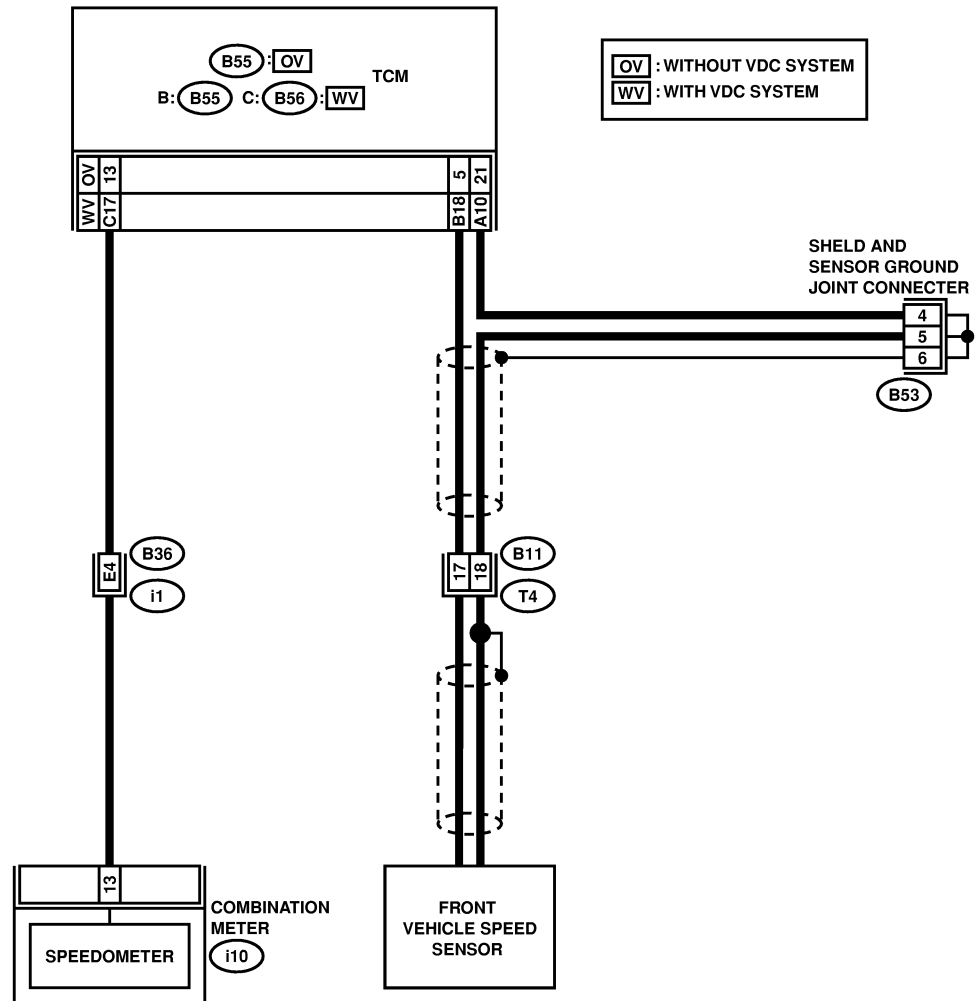 B55 : OV
TCM
B: B55 C: B56 : WV
OV : WITHOUT VDC SYSTEM
WV : WITH VDC SYSTEM
OV 13 5 21
WV C17 B18 A10
SHELD AND
SENSOR GROUND
JOINT CONNECTER
4
5
6
B53
E4
B36
i1
17 18
B11
T4
13
COMBINATION
METER
i10
SPEEDOMETER
FRONT
VEHICLE SPEED
SENSOR